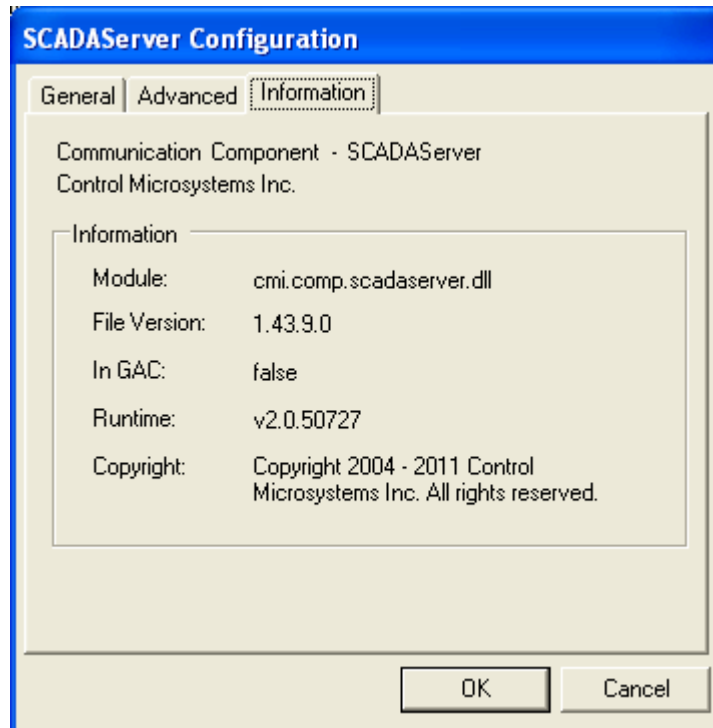 SCADAServer Configuration
General Advanced Information
Communication Component - SCADAServer
Control Microsystems Inc.
Information
Module: cmi.comp.scadaserver.dll
File Version: 1.43.9.0
In GAC: false
Runtime: v2.0.50727
Copyright: Copyright 2004 - 2011 Control
Microsystems Inc. All rights reserved.
OK Cancel